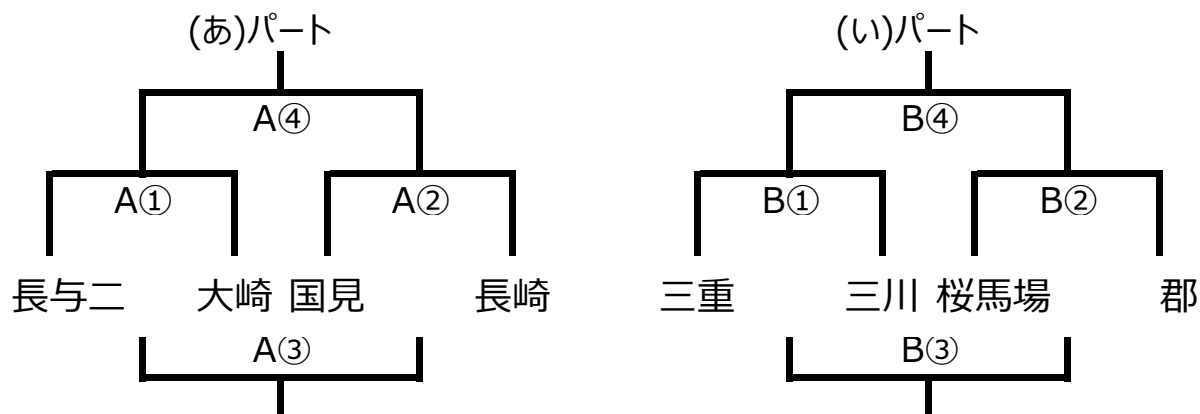 (あ)パート (い)パート
A④ B④
A① A② B① B②
長与二 大崎 国見 長崎 三重 三川 桜馬場 郡
A③ B③